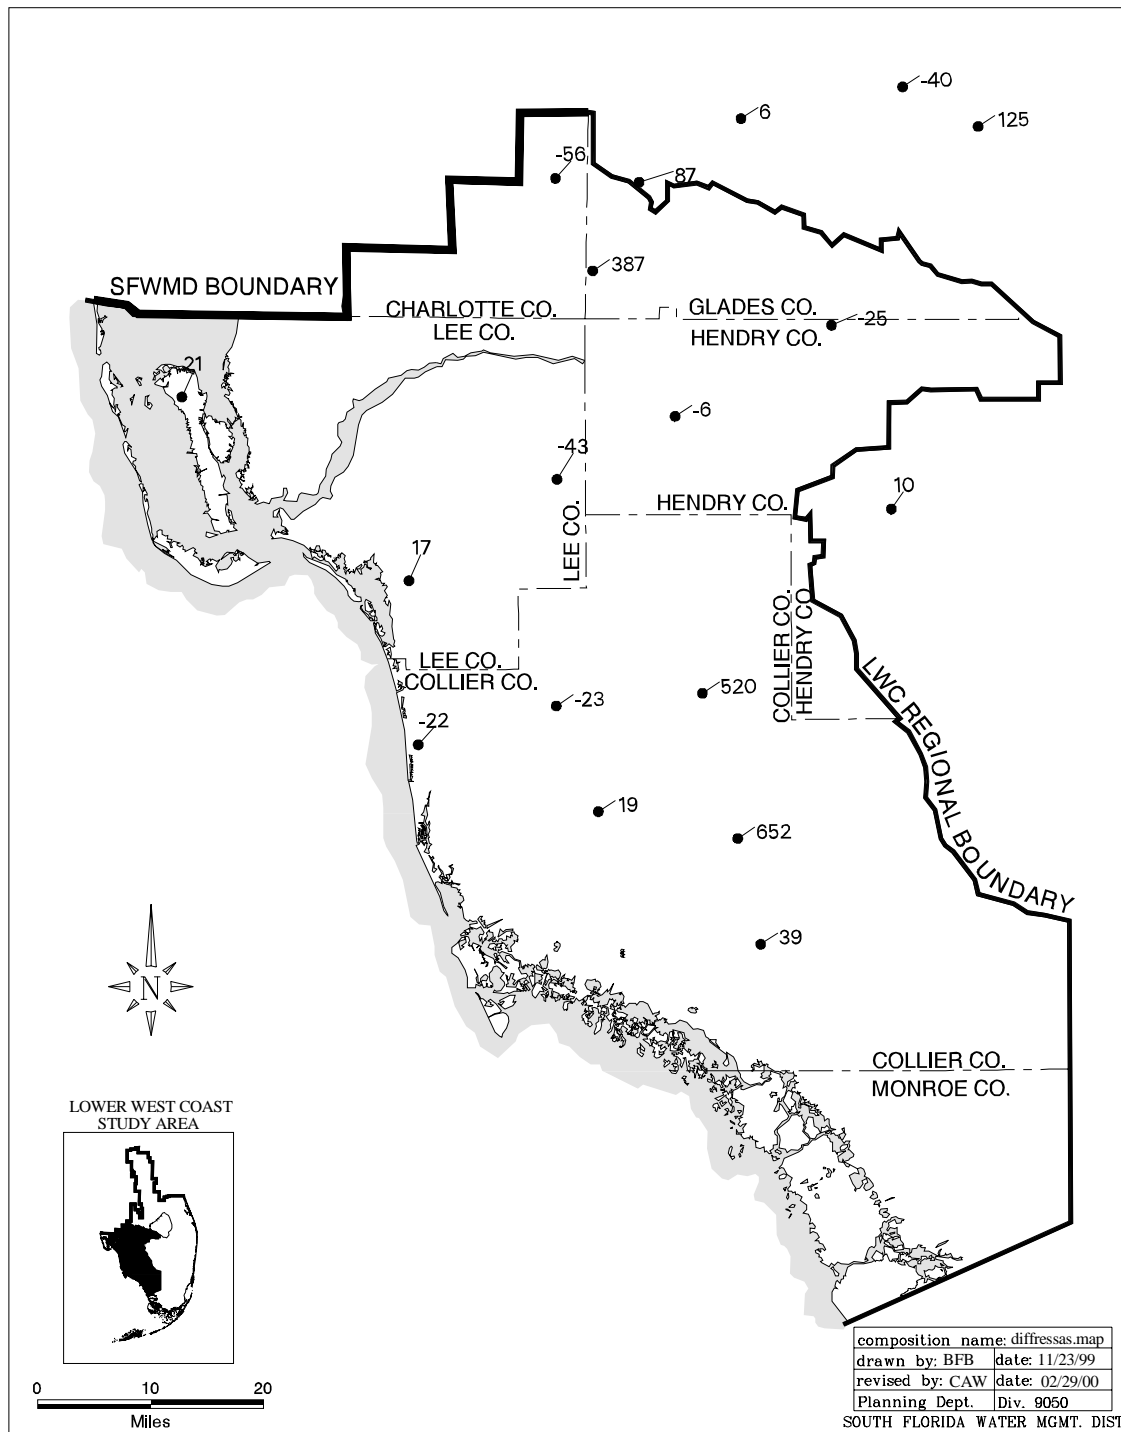 -40
6
125
-56
87
387
SFWMD BOUNDARY
CHARLOTTE CO.
GLADES CO.
-25
LEE CO.
HENDRY CO.
21
-6
-43
HENDRY CO.
10
LEE CO.
17
COLLIER CO.
HENDRY CO
LEE CO.
COLLIER CO.
520
-23
LWC REGIONAL BOUNDARY
-22
19
652
39
N
COLLIER CO.
MONROE CO.
LOWER WEST COAST
STUDY AREA
0 10 20
Miles
composition name: diffressas.map
drawn by: BFB date: 11/23/99
revised by: CAW date: 02/29/00
Planning Dept. Div. 9050
SOUTH FLORIDA WATER MGMT. DIST